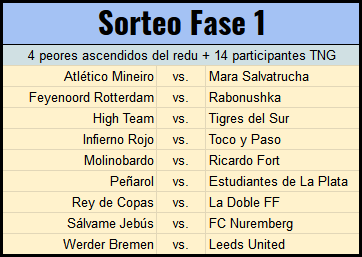 Sorteo Fase 1
4 peores ascendidos del redu + 14 participantes TNG
Atlético Mineiro vs. Mara Salvatrucha
Feyenoord Rotterdam vs. Rabonushka
High Team vs. Tigres del Sur
Infierno Rojo vs. Toco y Paso
Molinobardo vs. Ricardo Fort
Peñarol vs. Estudiantes de La Plata
Rey de Copas vs. La Doble FF
Sálvame Jebús vs. FC Nuremberg
Werder Bremen vs. Leeds United